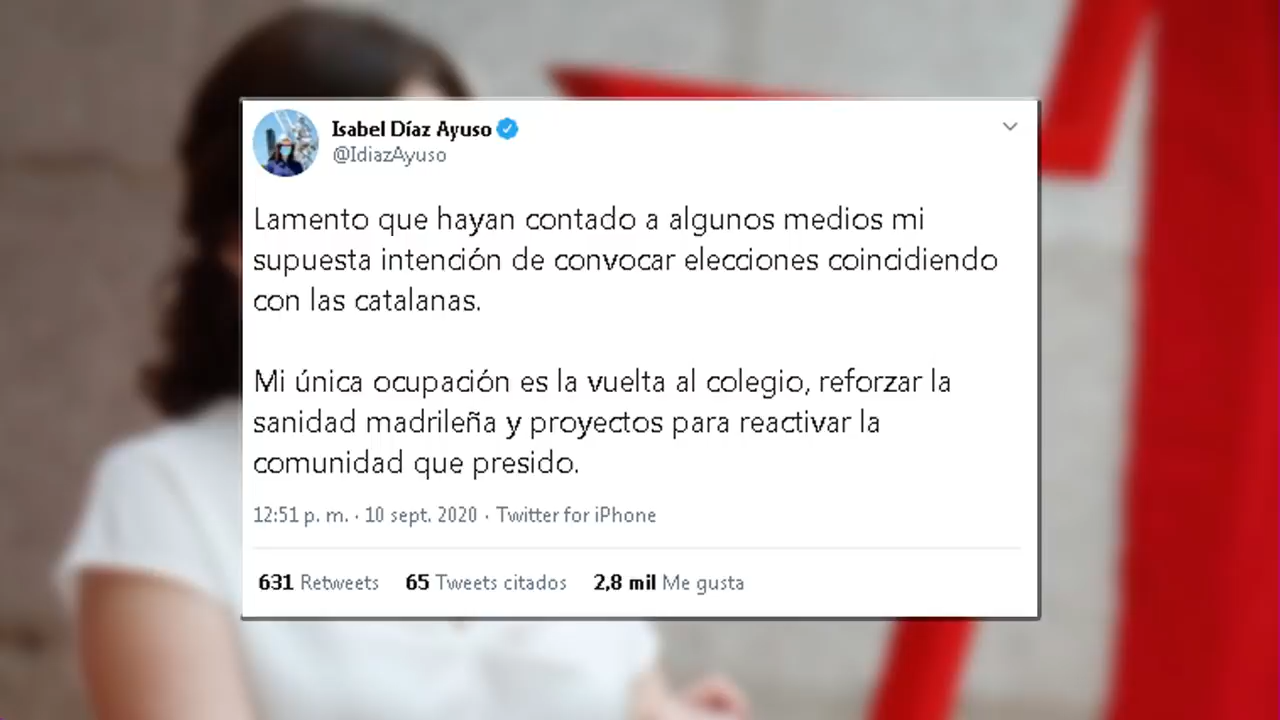 Isabel Díaz Ayuso
@IdiazAyuso
Lamento que hayan contado a algunos medios mi
supuesta intención de convocar elecciones coincidiendo
con las catalanas.
Mi única ocupación es la vuelta al colegio, reforzar la
sanidad madrileña y proyectos para reactivar la
comunidad que presido.
12:51 p. m. · 10 sept. 2020 · Twitter for iPhone
631 Retweets 65 Tweets citados 2,8 mil Me gusta